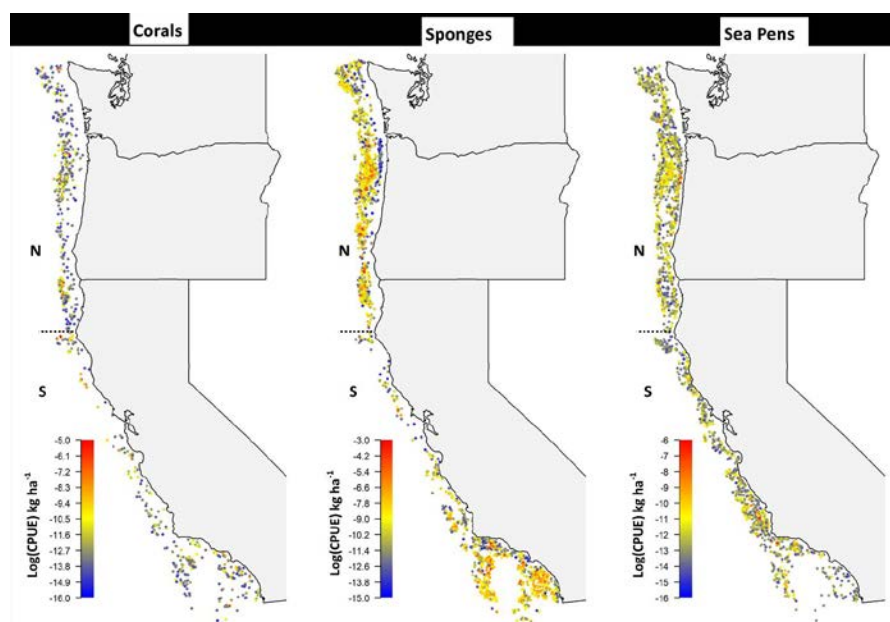 Corals
Sponges
Sea Pens
N
S
Log(CPUE) kg ha⁻¹
-5.0
-6.1
-7.2
-8.3
-9.4
-10.5
-11.6
-12.7
-13.8
-14.9
-16.0
N
S
Log(CPUE) kg ha⁻¹
-3.0
-4.2
-5.4
-6.6
-7.8
-9.0
-10.2
-11.4
-12.6
-13.8
-15.0
N
S
Log(CPUE) kg ha⁻¹
-6
-7
-8
-9
-10
-11
-12
-13
-14
-15
-16